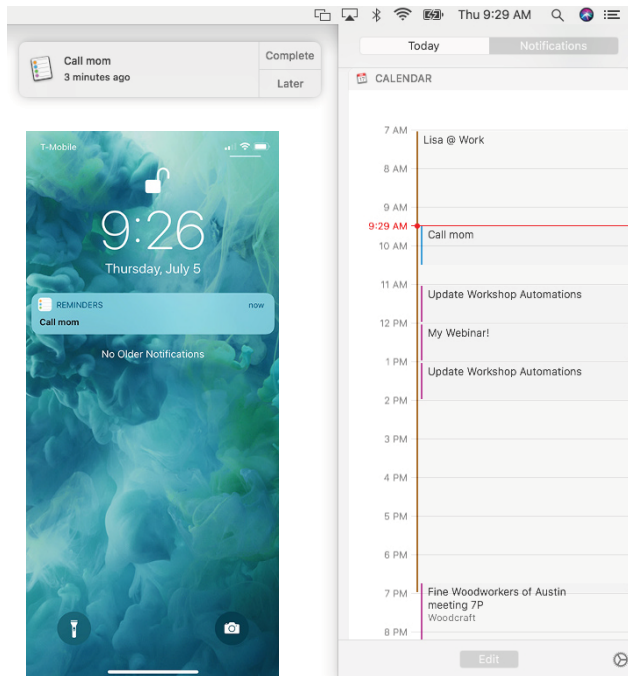 Thu 9:29 AM
Call mom
3 minutes ago
Complete
Later
T-Mobile
9:26
Thursday, July 5
REMINDERS
now
Call mom
No Older Notifications
Today
Notifications
CALENDAR
7 AM
Lisa @ Work
8 AM
9 AM
9:29 AM
Call mom
10 AM
11 AM
Update Workshop Automations
12 PM
My Webinar!
1 PM
Update Workshop Automations
2 PM
3 PM
4 PM
5 PM
6 PM
7 PM
Fine Woodworkers of Austin
meeting 7P
Woodcraft
8 PM
Edit